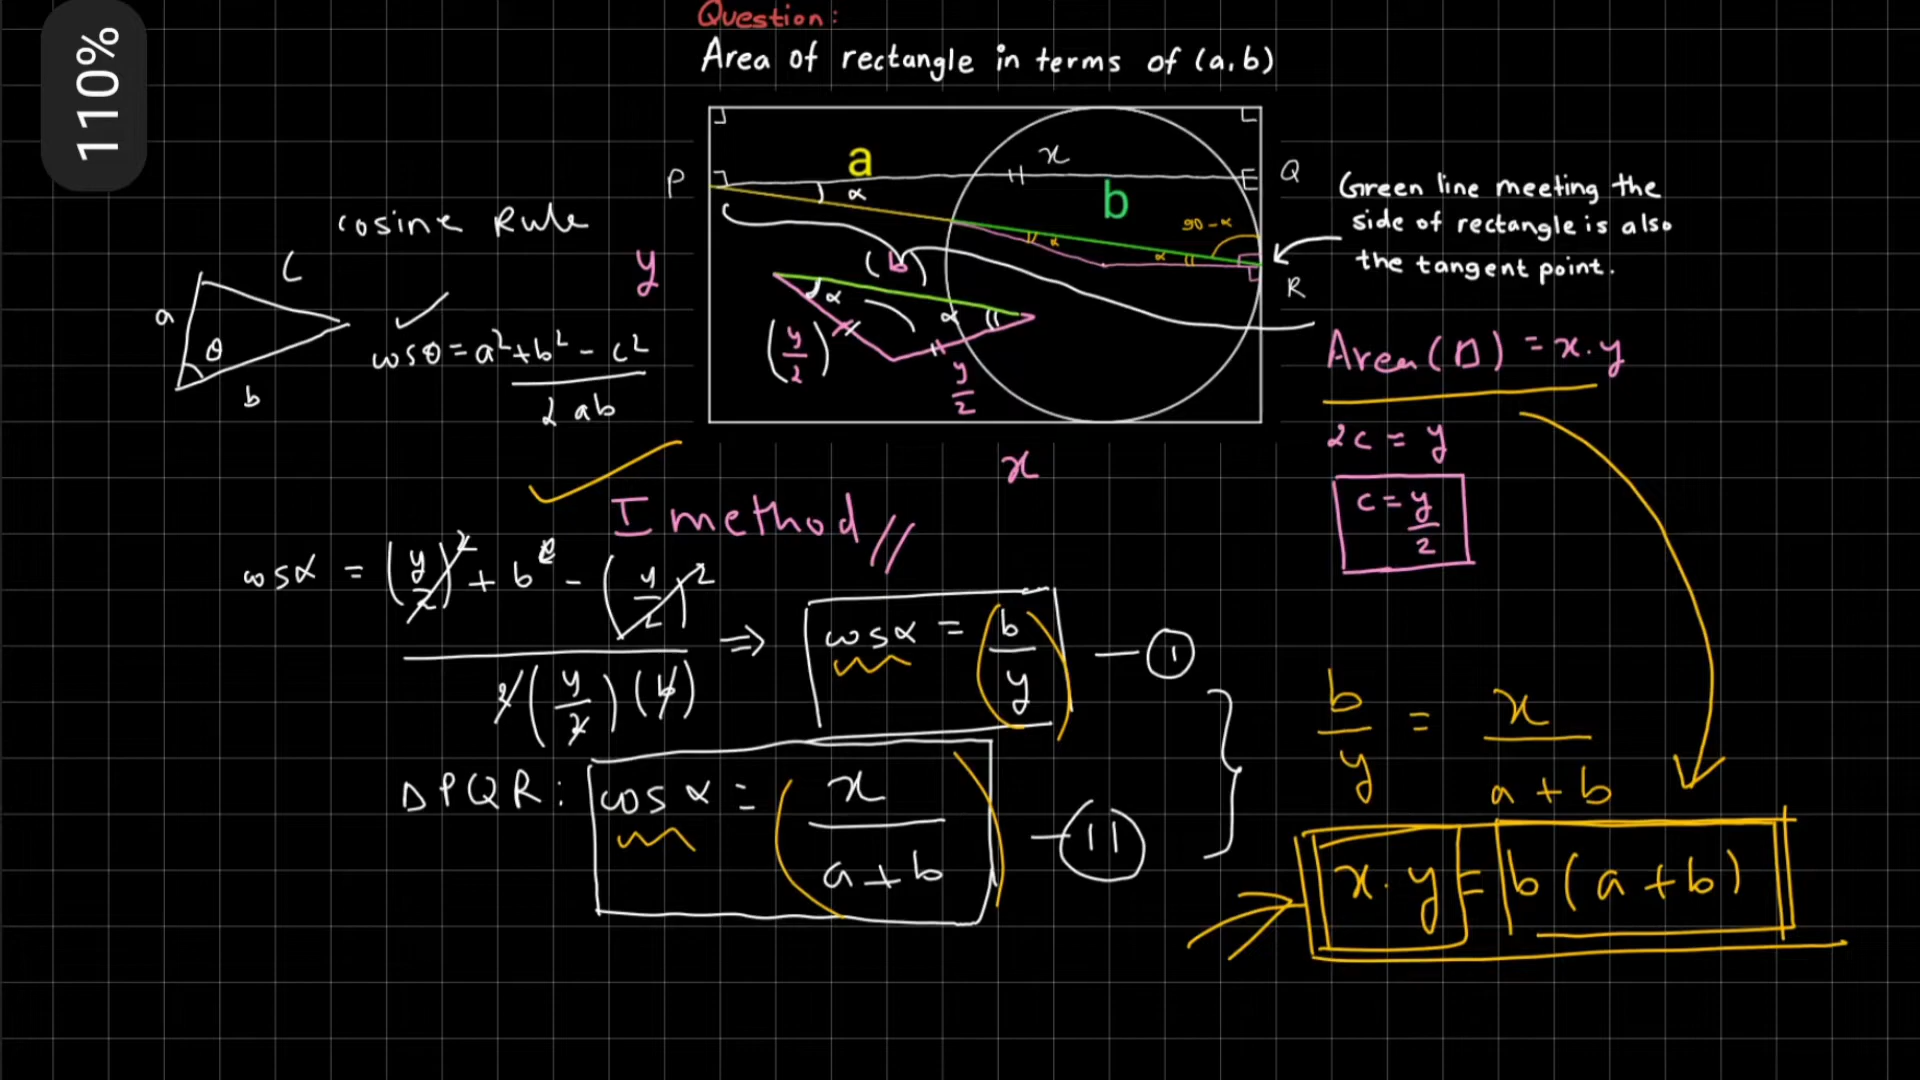 110%
Question:
Area of rectangle in terms of (a,b)
P
a
x
Q
α
b
90-α
α
α
R
Green line meeting the
side of rectangle is also
the tangent point.
cosine Rule
C
a
θ
b
cosθ = a²+b² - c²
2ab
y
(b)
α
α
(y/2)
y/2
x
Area(□) = x.y
2c = y
c = y/2
I method //
cosα = (y/2)² + b² - (y/2)²
2(y/2)(b)
⇒ cosα = b/y — (1)
ΔPQR: cosα = (x/a+b) — (11)
b/y = x/a+b
x.y = b(a+b)